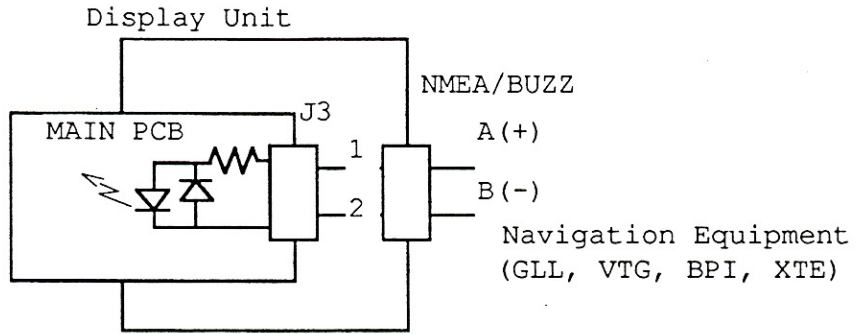 Display Unit
NMEA/BUZZ
J3
MAIN PCB
1
A(+)
2
B(-)
Navigation Equipment
(GLL, VTG, BPI, XTE)